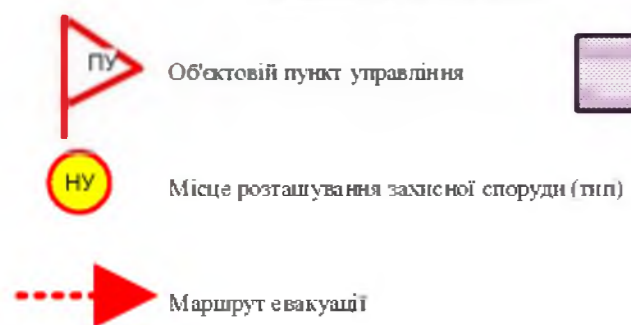 ПУ
Об'єктовій пункт управління
НУ
Місце розташування захисної споруди (тип)
Маршрут евакуації